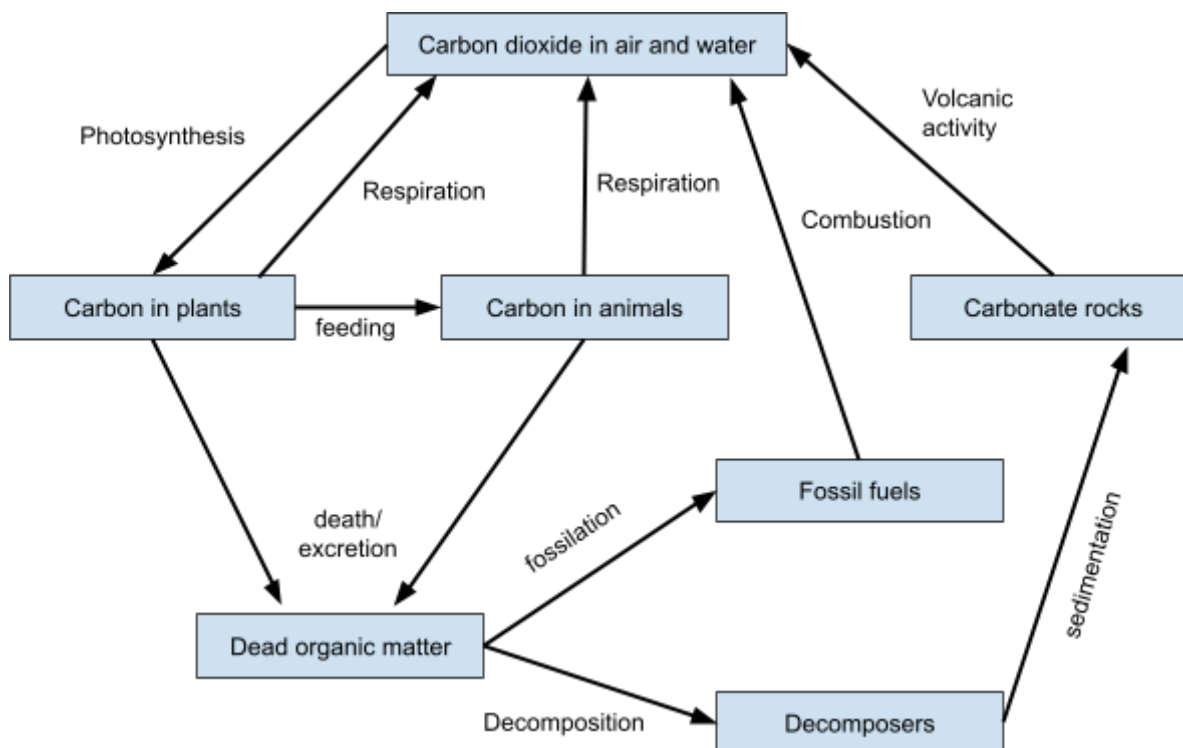 Carbon dioxide in air and water
Volcanic
activity
Photosynthesis
Respiration
Respiration
Combustion
Carbon in plants
feeding
Carbon in animals
Carbonate rocks
death/
excretion
fossilation
Fossil fuels
sedimentation
Dead organic matter
Decomposition
Decomposers